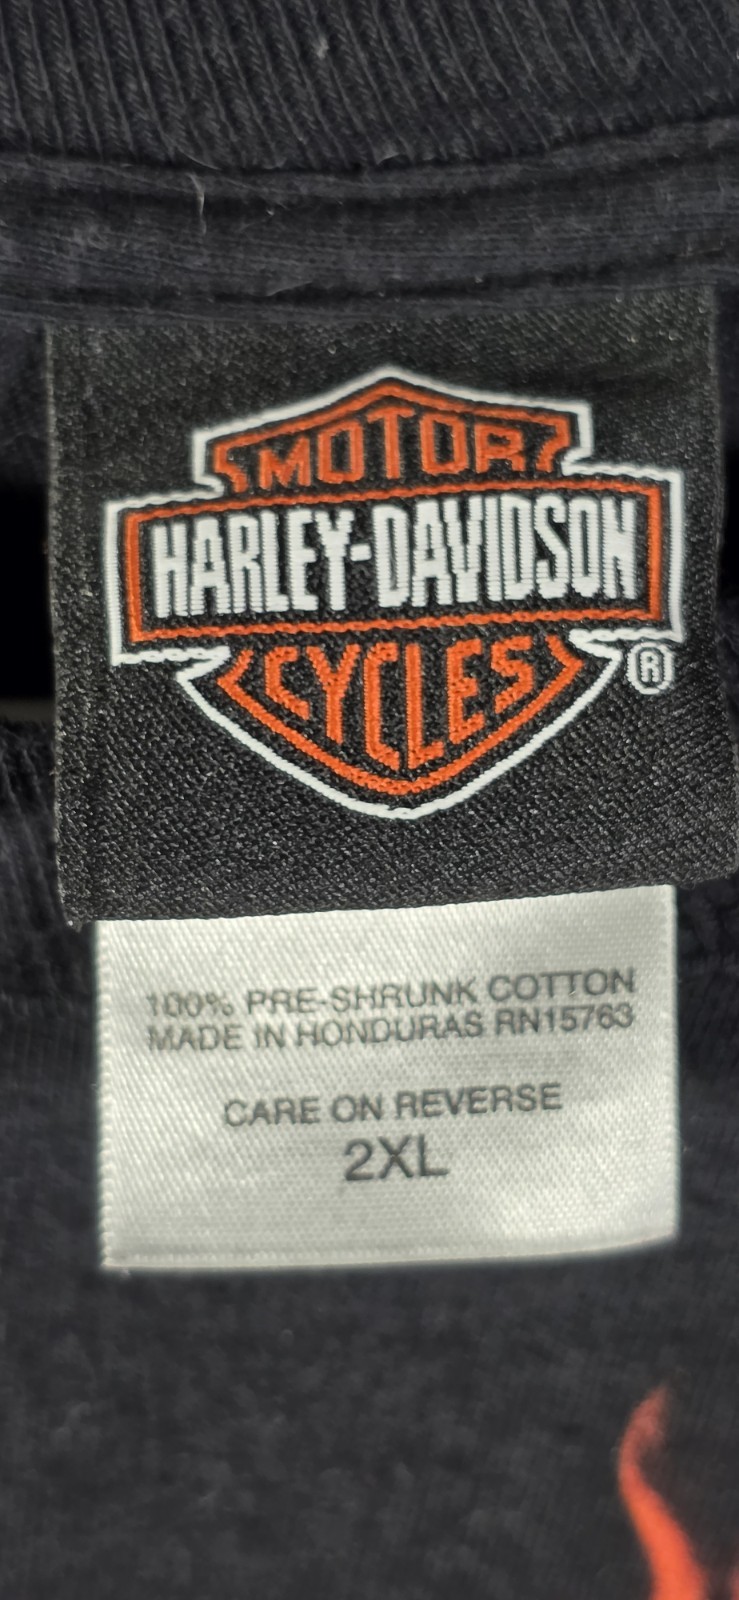 MOTOR
HARLEY-DAVIDSON
CYCLES ®
100% PRE-SHRUNK COTTON
MADE IN HONDURAS RN15763
CARE ON REVERSE
2XL